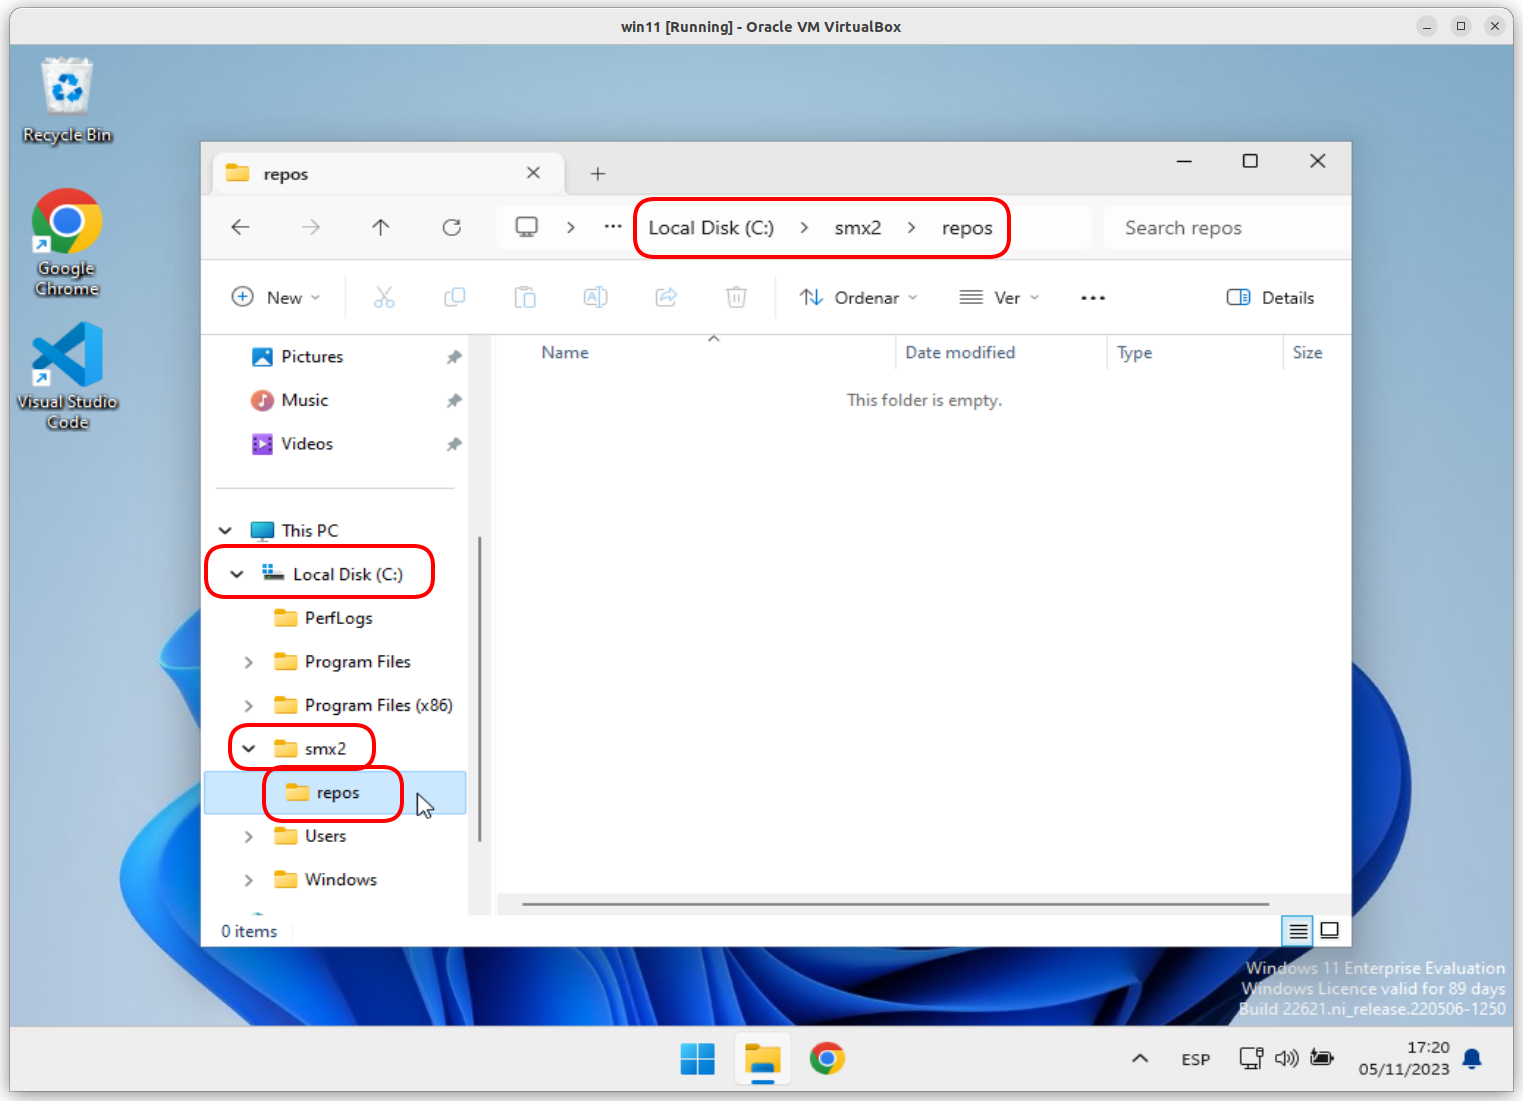 win11 [Running] - Oracle VM VirtualBox
Recycle Bin
Google
Chrome
Visual Studio
Code
repos
Local Disk (C:) > smx2 > repos
Search repos
New
Ordenar
Ver
Details
Pictures
Music
Videos
This PC
Local Disk (C:)
PerfLogs
Program Files
Program Files (x86)
smx2
repos
Users
Windows
Name
Date modified
Type
Size
This folder is empty.
0 items
Windows 11 Enterprise Evaluation
Windows Licence valid for 89 days
Build 22621.ni_release.220506-1250
ESP
17:20
05/11/2023